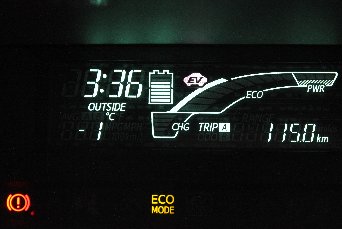 3:36
EV
PWR
ECO
OUTSIDE
°C
-1
CHG
TRIP A
115.0 km
ECO
MODE